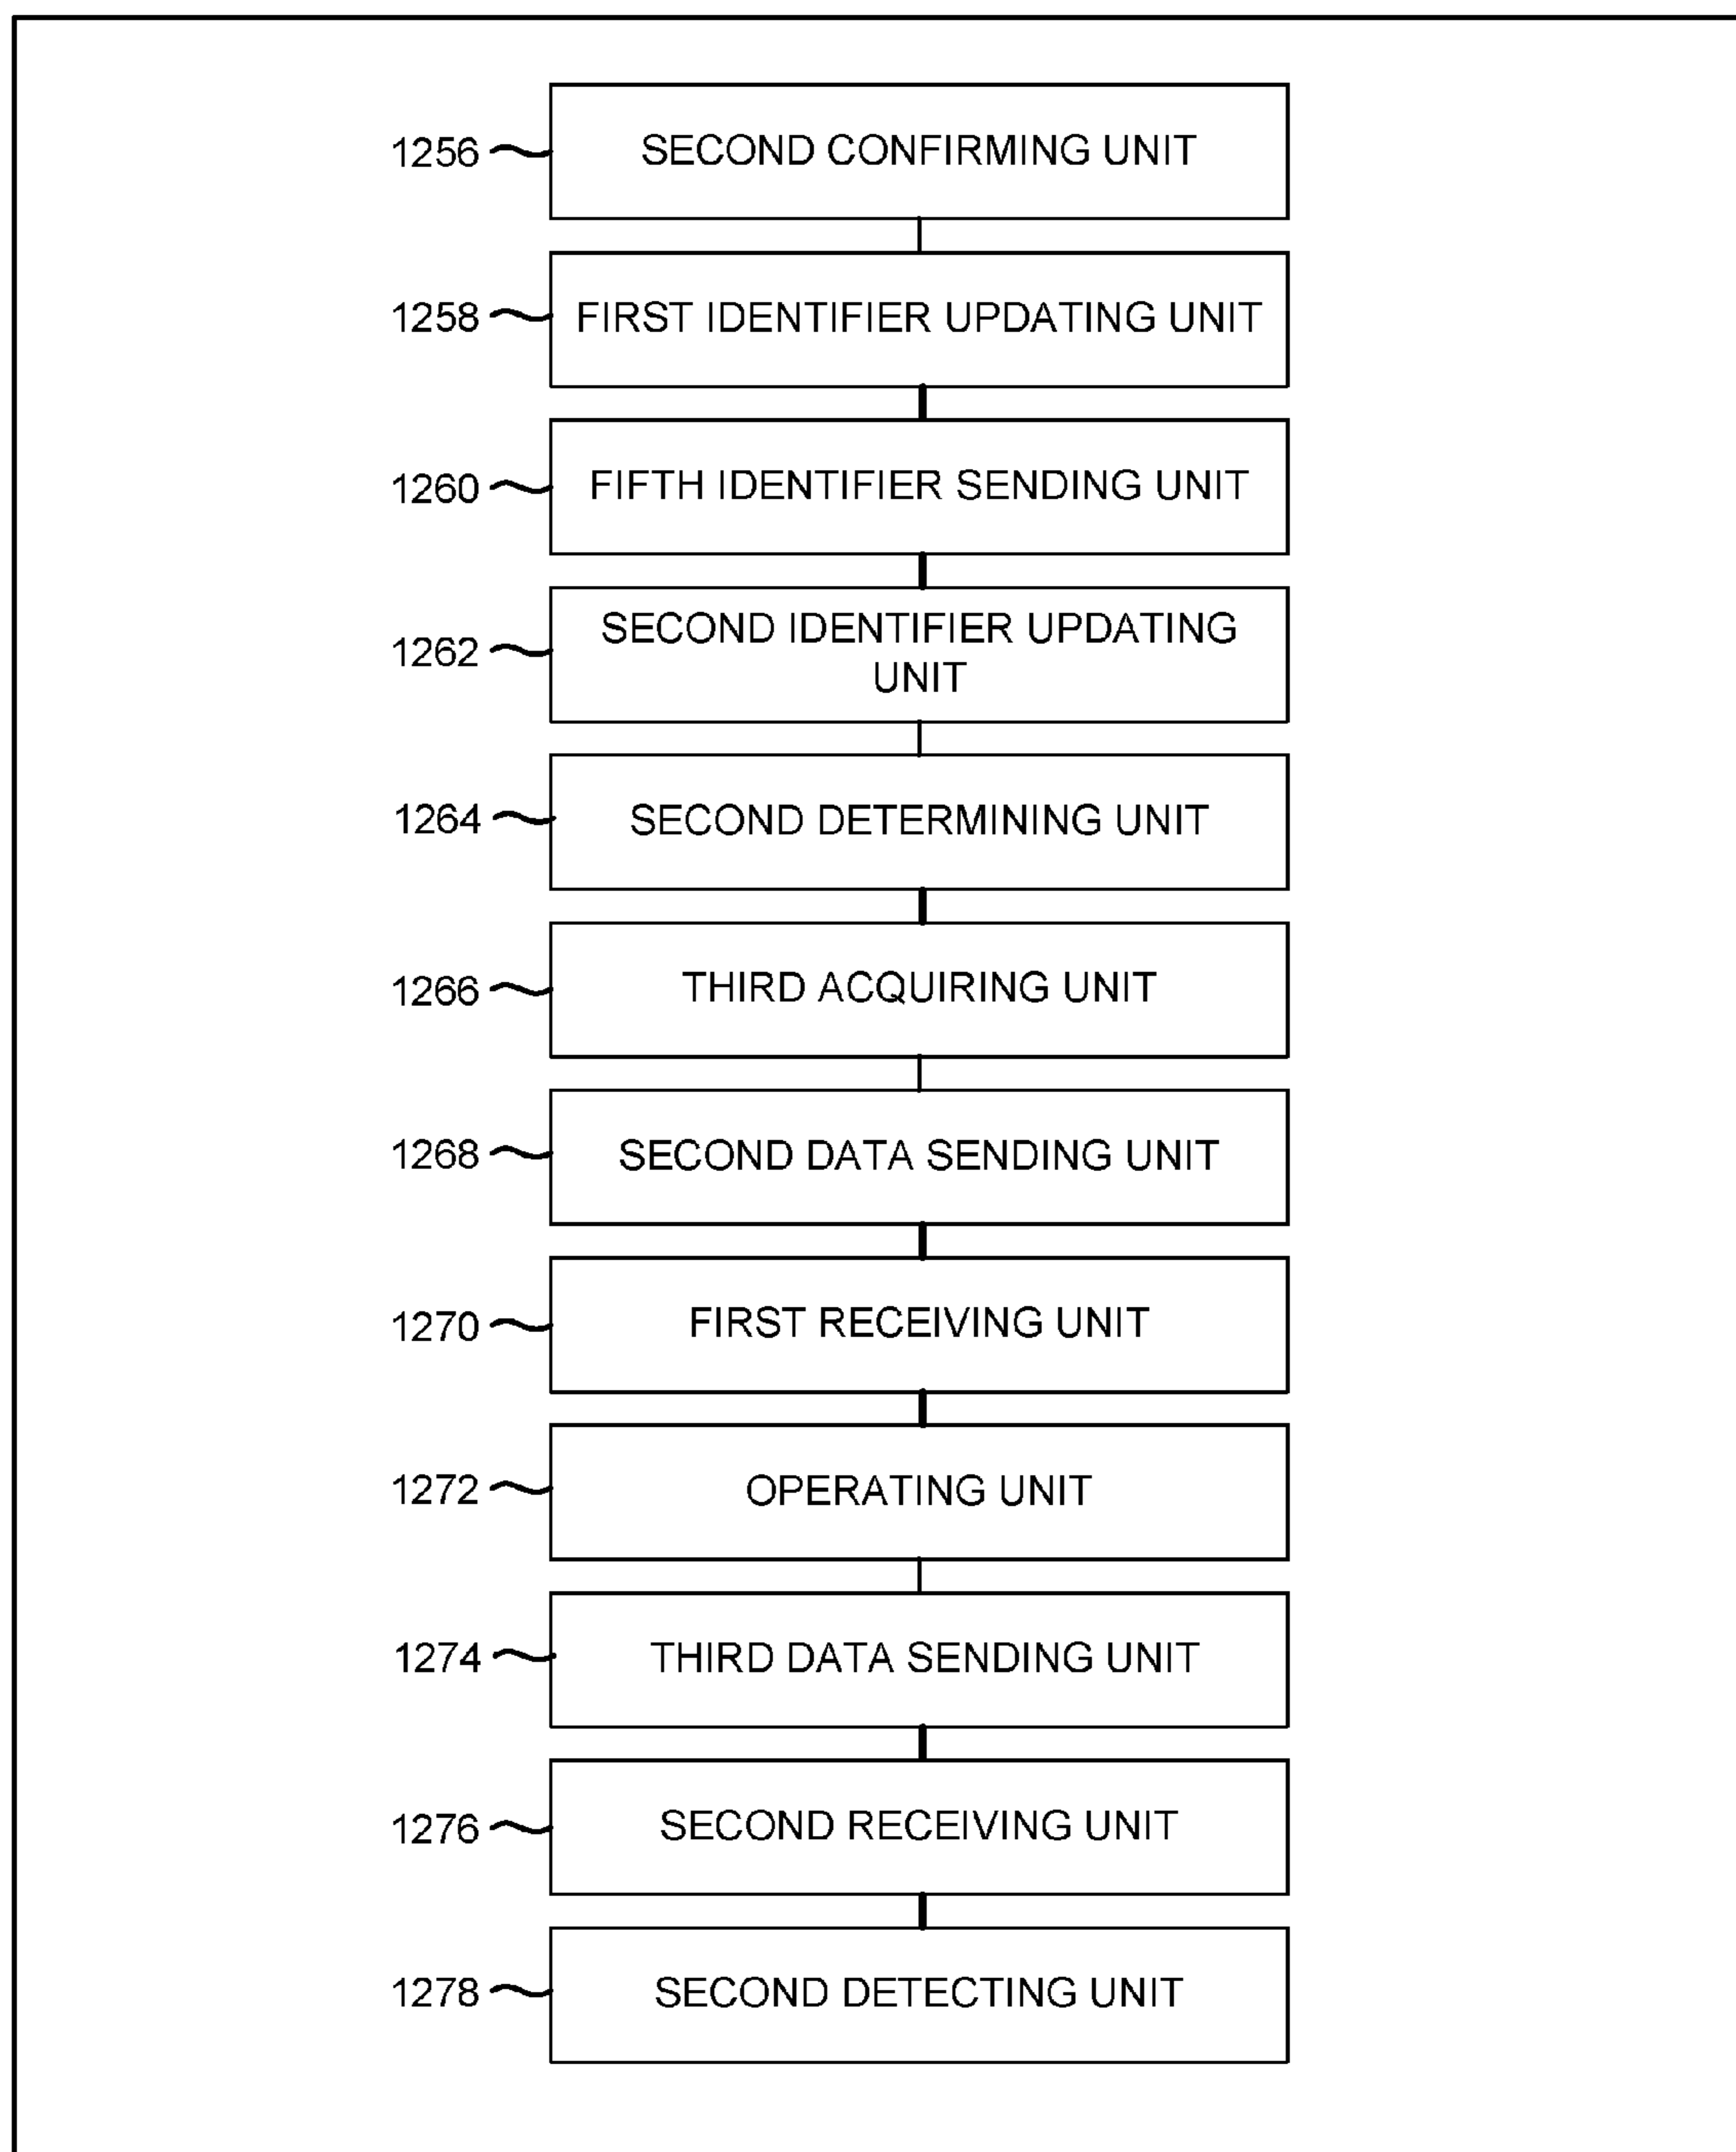 1256 SECOND CONFIRMING UNIT
1258 FIRST IDENTIFIER UPDATING UNIT
1260 FIFTH IDENTIFIER SENDING UNIT
1262 SECOND IDENTIFIER UPDATING
UNIT
1264 SECOND DETERMINING UNIT
1266 THIRD ACQUIRING UNIT
1268 SECOND DATA SENDING UNIT
1270 FIRST RECEIVING UNIT
1272 OPERATING UNIT
1274 THIRD DATA SENDING UNIT
1276 SECOND RECEIVING UNIT
1278 SECOND DETECTING UNIT